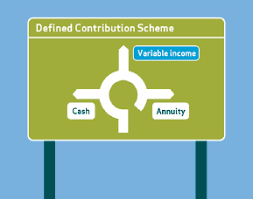 Defined Contribution Scheme
Variable income
Cash
Annuity